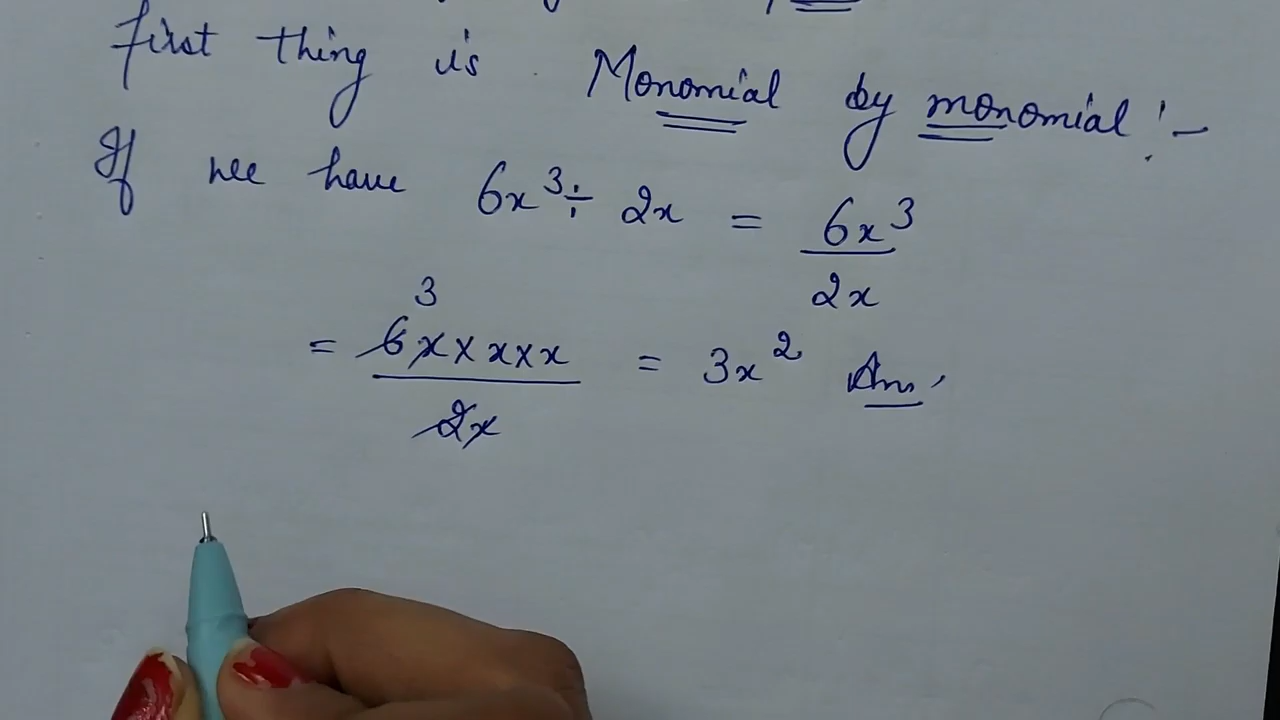 First thing is Monomial by monomial :-
If we have 6x³ ÷ 2x = 6x³/2x
= 6x × x × x/2x = 3x² Ans.
3